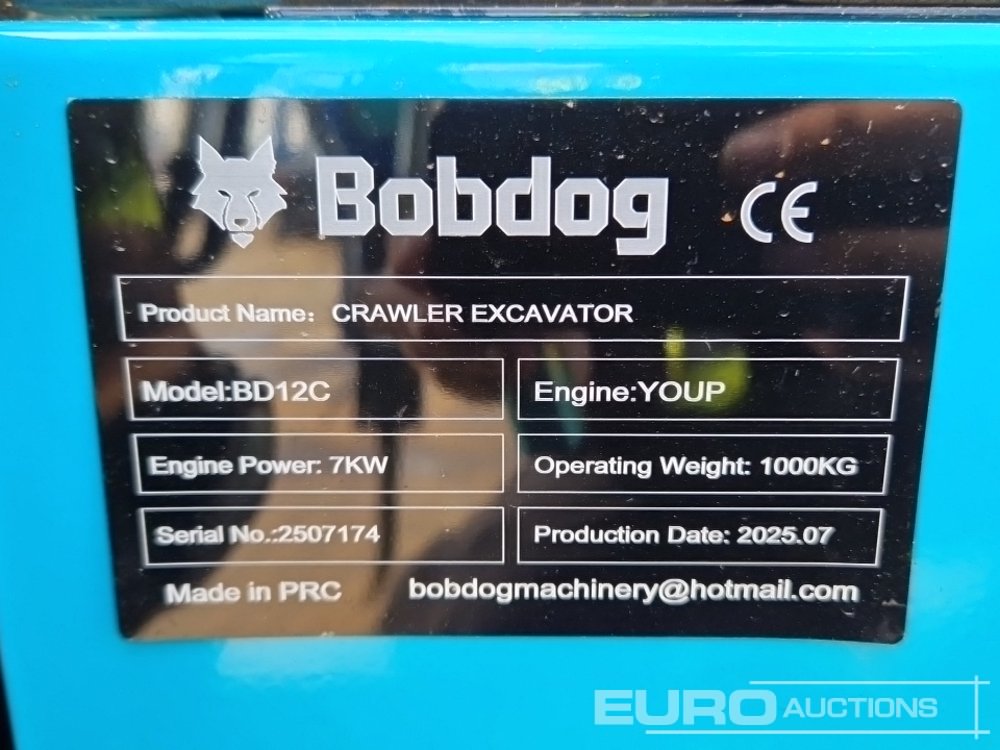 Bobdog CE
Product Name: CRAWLER EXCAVATOR
Model:BD12C
Engine:YOUP
Engine Power: 7KW
Operating Weight: 1000KG
Serial No.:2507174
Production Date: 2025.07
Made in PRC
bobdogmachinery@hotmail.com
EURO AUCTIONS